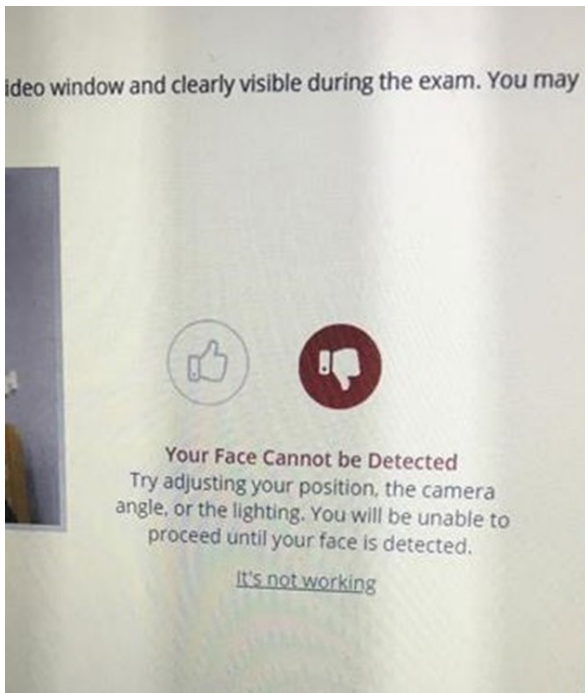 ideo window and clearly visible during the exam. You may
Your Face Cannot be Detected
Try adjusting your position, the camera
angle, or the lighting. You will be unable to
proceed until your face is detected.
It's not working